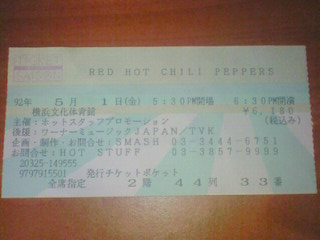 RED HOT CHILI PEPPERS
92年 5月 1日(金) 5:30PM開場 6:30PM開演
横浜文化体育館 ¥6,180
主催:ホットスタッフプロモーション (税込み)
後援:ワーナーミュージックJAPAN/TVK
企画・制作・お問合せ:SMASH 03-3444-6751
お問合せ:HOT STUFF 03-3857-9999
20325-149555
9797915501 発行チケットポケット
全席指定 2階 44列 33番